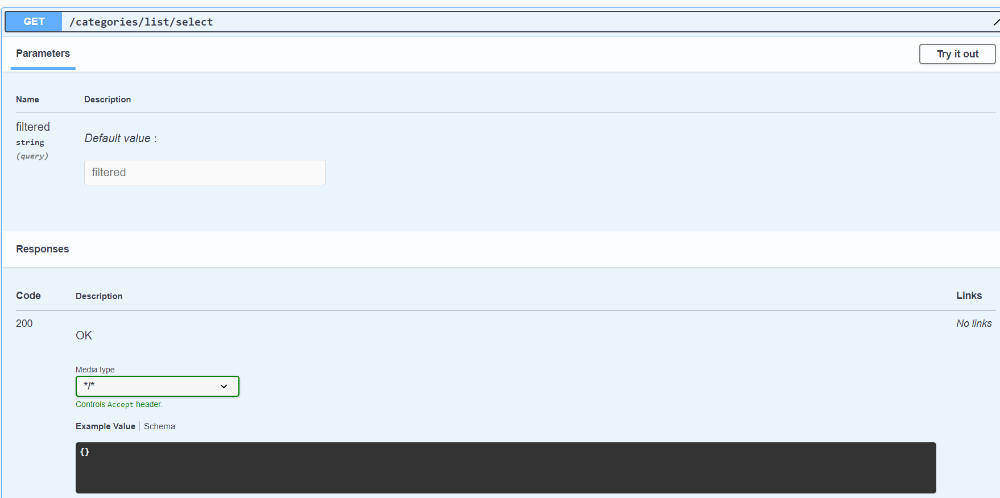 GET /categories/list/select
Parameters
Try it out
Name Description
filtered
string
(query)
Default value :
filtered
Responses
Code Description Links
200 OK No links
Media type
*/*
Controls Accept header.
Example Value Schema
{}